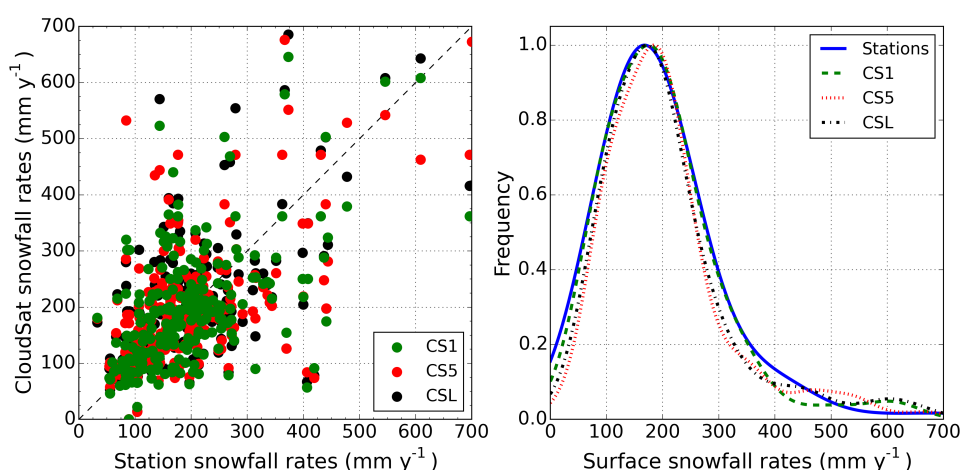 700
600
500
400
300
200
100
0
CloudSat snowfall rates (mm y⁻¹)
0 100 200 300 400 500 600 700
Station snowfall rates (mm y⁻¹)
CS1
CS5
CSL
1.0
0.8
0.6
0.4
0.2
0.0
Frequency
0 100 200 300 400 500 600 700
Surface snowfall rates (mm y⁻¹)
Stations
CS1
CS5
CSL